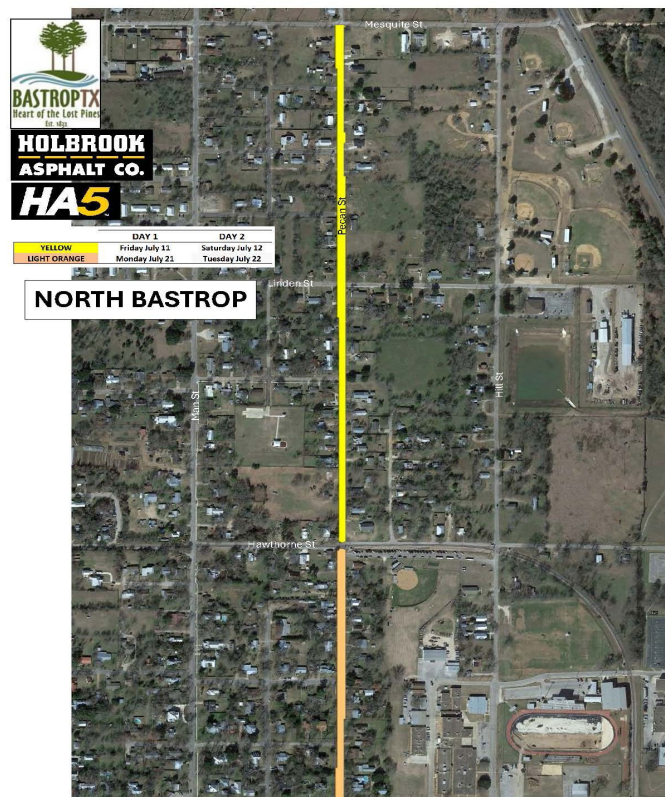 Mesquite St
BASTROPTX
Heart of the Lost Pines
Est. 1832
HOLBROOK
ASPHALT CO.
HA5
Pecan St
DAY 1 DAY 2
YELLOW Friday July 11 Saturday July 12
LIGHT ORANGE Monday July 21 Tuesday July 22
Linden St
NORTH BASTROP
Main St
Hill St
Hawthorne St